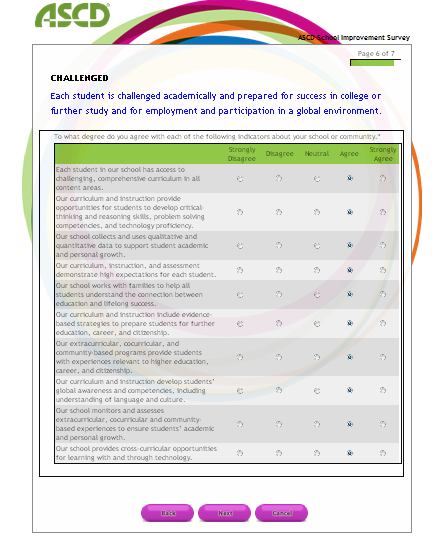 ASCD®
ASCD School Improvement Survey
Page 6 of 7
CHALLENGED
Each student is challenged academically and prepared for success in college or
further study and for employment and participation in a global environment.
To what degree do you agree with each of the following indicators about your school or community.*
Strongly Disagree Disagree Neutral Agree Strongly Agree
Each student in our school has access to
challenging, comprehensive curriculum in all
content areas.
Our curriculum and instruction provide
opportunities for students to develop critical-
thinking and reasoning skills, problem solving
competencies, and technology proficiency.
Our school collects and uses qualitative and
quantitative data to support student academic
and personal growth.
Our curriculum, instruction, and assessment
demonstrate high expectations for each student.
Our school works with families to help all
students understand the connection between
education and lifelong success.
Our curriculum and instruction include evidence-
based strategies to prepare students for further
education, career, and citizenship.
Our extracurricular, cocurricular, and
community-based programs provide students
with experiences relevant to higher education,
career, and citizenship.
Our curriculum and instruction develop students'
global awareness and competencies, including
understanding of language and culture.
Our school monitors and assesses
extracurricular, cocurricular and community-
based experiences to ensure students' academic
and personal growth.
Our school provides cross-curricular opportunities
for learning with and through technology.
Back Next Cancel